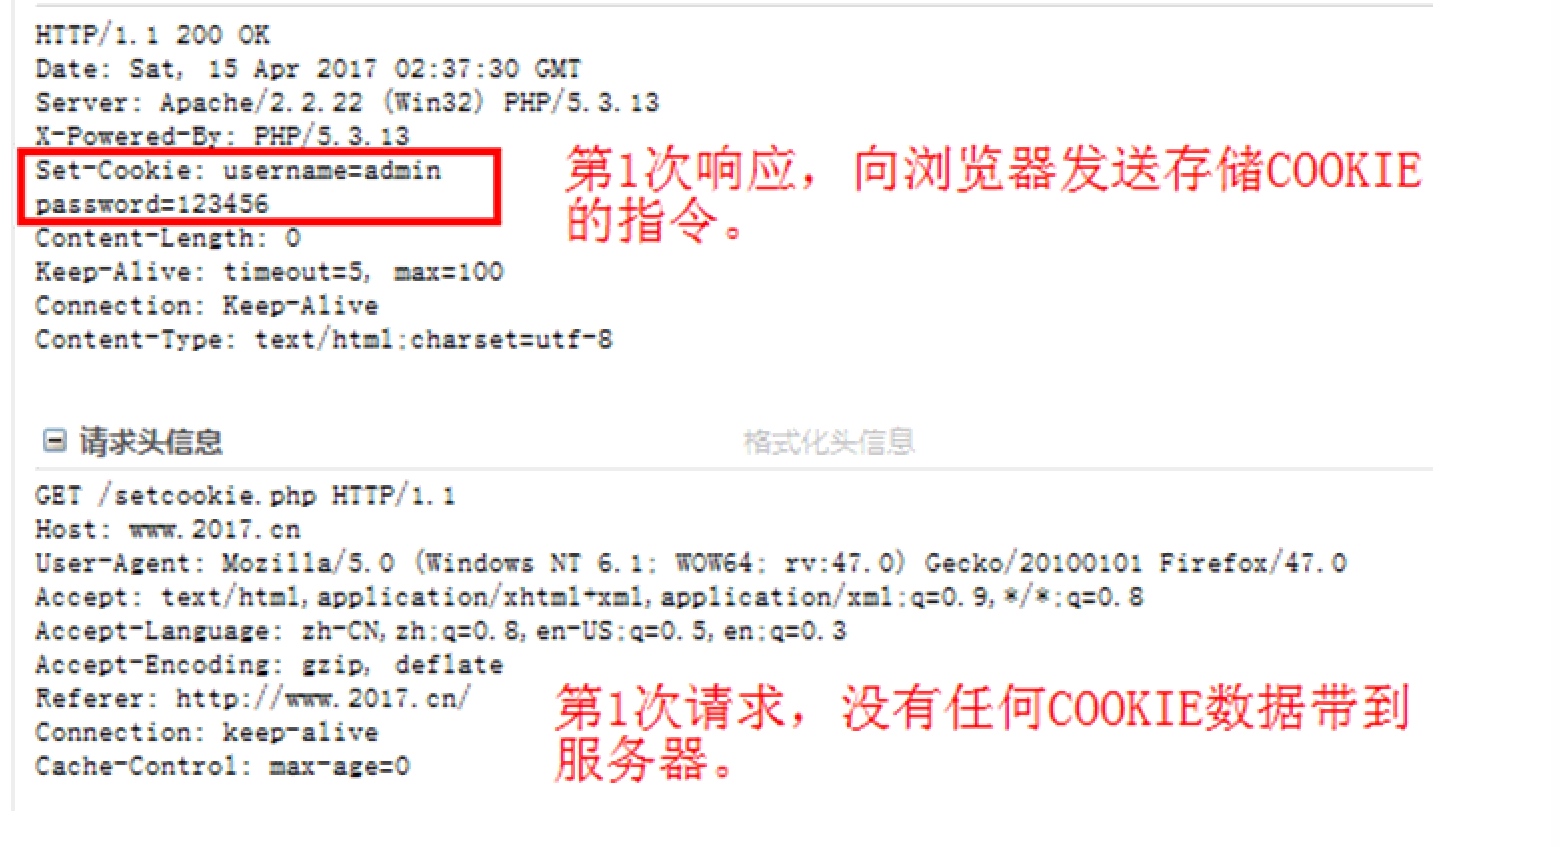 HTTP/1.1 200 OK
Date: Sat, 15 Apr 2017 02:37:30 GMT
Server: Apache/2.2.22 (Win32) PHP/5.3.13
X-Powered-By: PHP/5.3.13
Set-Cookie: username=admin
password=123456
第1次响应，向浏览器发送存储COOKIE
的指令。
Content-Length: 0
Keep-Alive: timeout=5, max=100
Connection: Keep-Alive
Content-Type: text/html;charset=utf-8
请求头信息
格式化头信息
GET /setcookie.php HTTP/1.1
Host: www.2017.cn
User-Agent: Mozilla/5.0 (Windows NT 6.1; WOW64; rv:47.0) Gecko/20100101 Firefox/47.0
Accept: text/html,application/xhtml+xml,application/xml;q=0.9,*/*;q=0.8
Accept-Language: zh-CN,zh;q=0.8,en-US;q=0.5,en;q=0.3
Accept-Encoding: gzip, deflate
Referer: http://www.2017.cn/
Connection: keep-alive
Cache-Control: max-age=0
第1次请求，没有任何COOKIE数据带到
服务器。